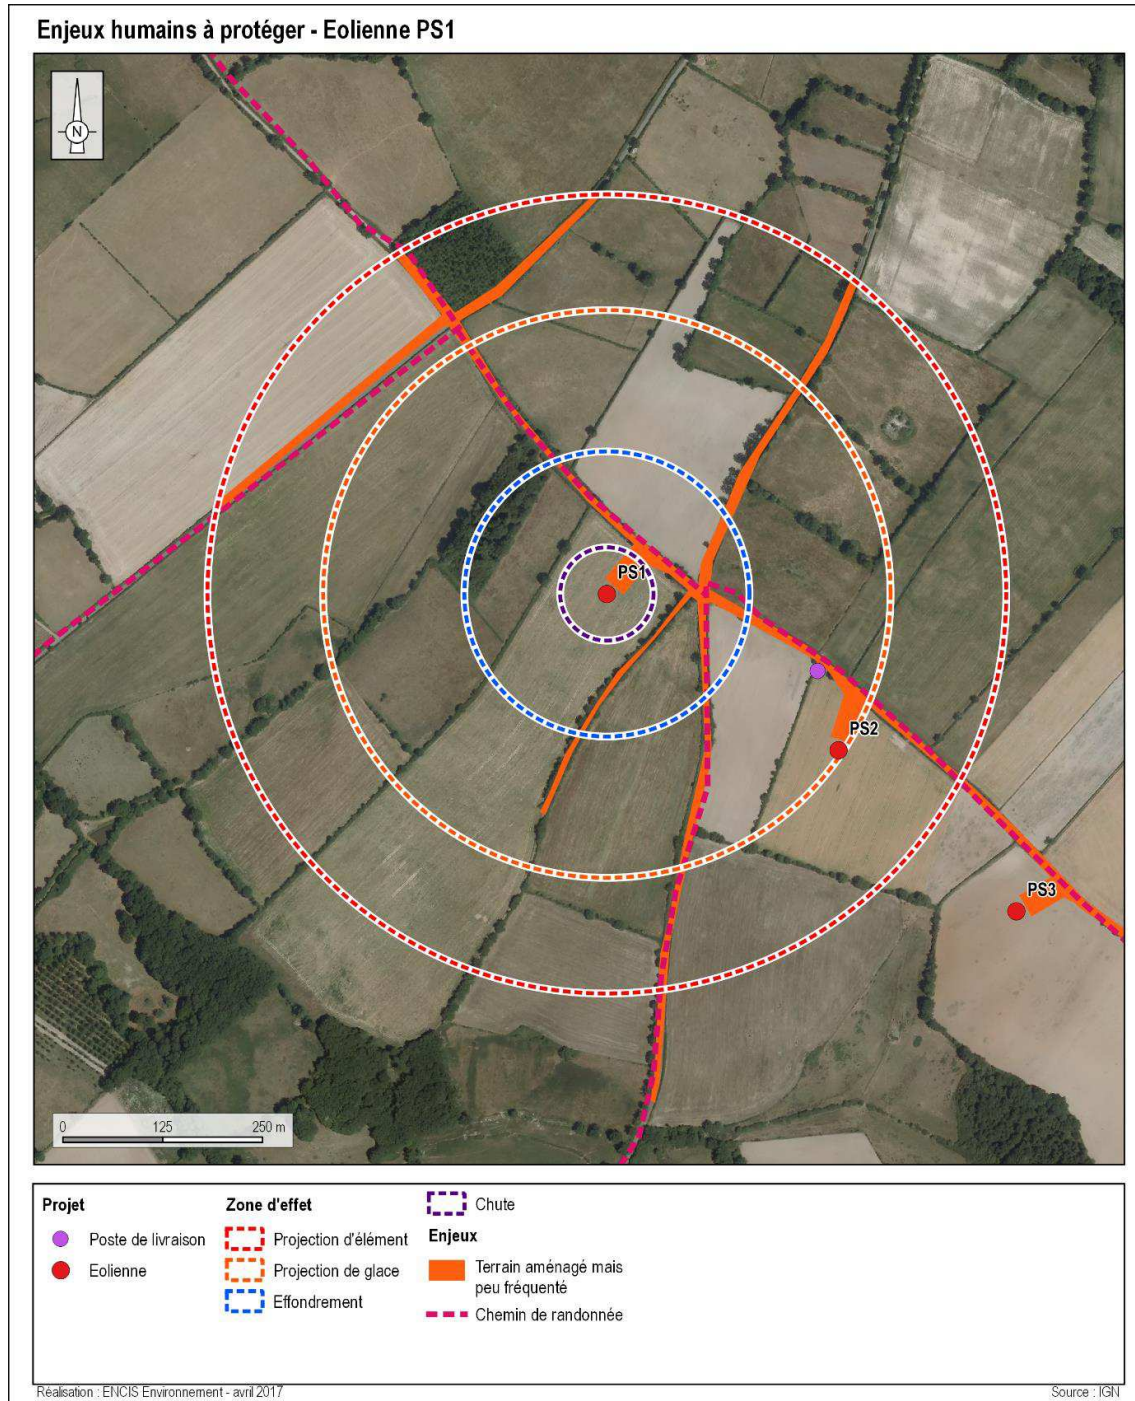 Enjeux humains à protéger - Eolienne PS1
N
PS1
PS2
PS3
0 125 250 m
Projet
Poste de livraison
Eolienne
Zone d'effet
Projection d'élément
Projection de glace
Effondrement
Chute
Enjeux
Terrain aménagé mais
peu fréquenté
Chemin de randonnée
Réalisation : ENCIS Environnement - avril 2017
Source : IGN